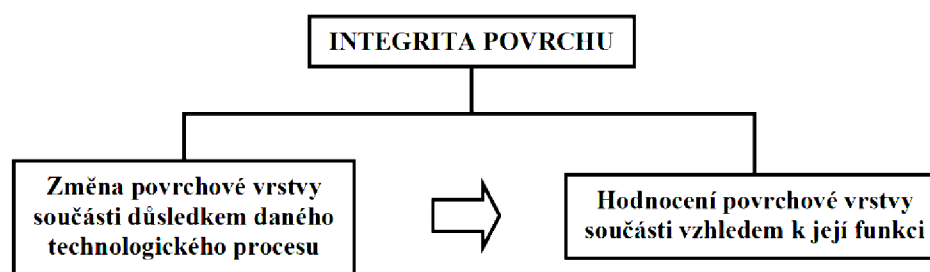 INTEGRITA POVRCHU
Změna povrchové vrstvy
součásti důsledkem daného
technologického procesu
Hodnocení povrchové vrstvy
součásti vzhledem k její funkci